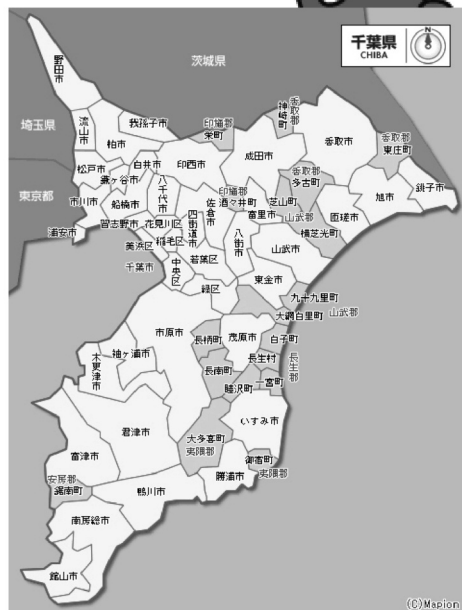 千葉県
CHIBA
茨城県
埼玉県
東京都
野田市
流山市
柏市
我孫子市
印旛郡
栄町
香取郡
神崎町
香取市
香取郡
東庄町
松戸市
鎌ヶ谷市
白井市
印西市
成田市
香取郡
多古町
旭市
銚子市
市川市
船橋市
八千代市
佐倉市
印旛郡
酒々井町
富里市
芝山町
山武郡
横芝光町
匝瑳市
浦安市
習志野市
花見川区
美浜区
稲毛区
四街道市
八街市
山武市
千葉市
中央区
若葉区
緑区
東金市
九十九里町
大網白里町
山武郡
市原市
長柄町
茂原市
白子町
長生村
長生郡
木更津市
袖ヶ浦市
長南町
睦沢町
一宮町
君津市
富津市
大多喜町
夷隅郡
いすみ市
御宿町
夷隅郡
勝浦市
安房郡
鋸南町
鴨川市
南房総市
館山市
(C)Mapion